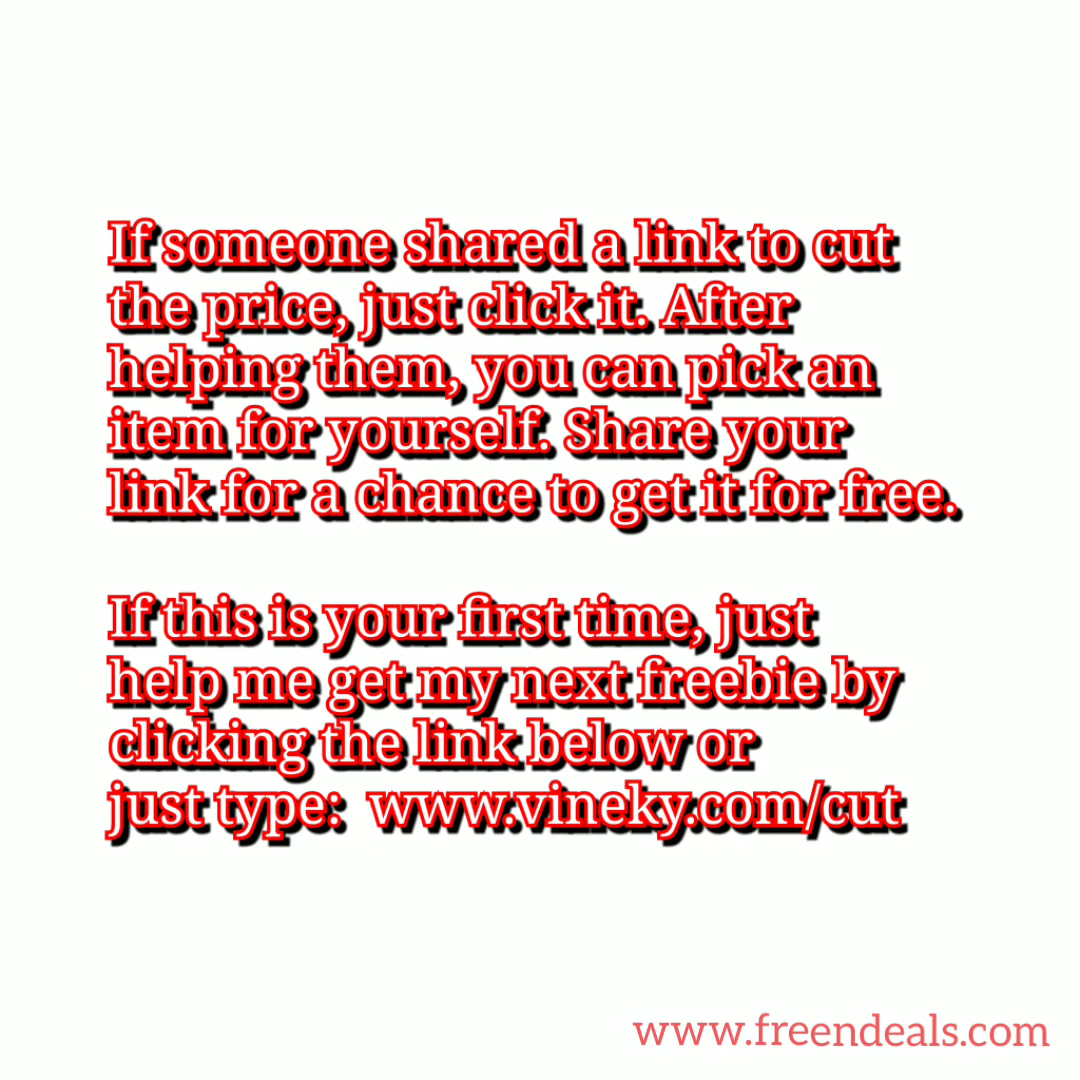 If someone shared a link to cut
the price, just click it. After
helping them, you can pick an
item for yourself. Share your
link for a chance to get it for free.
If this is your first time, just
help me get my next freebie by
clicking the link below or
just type: www.vineky.com/cut
www.freendeals.com